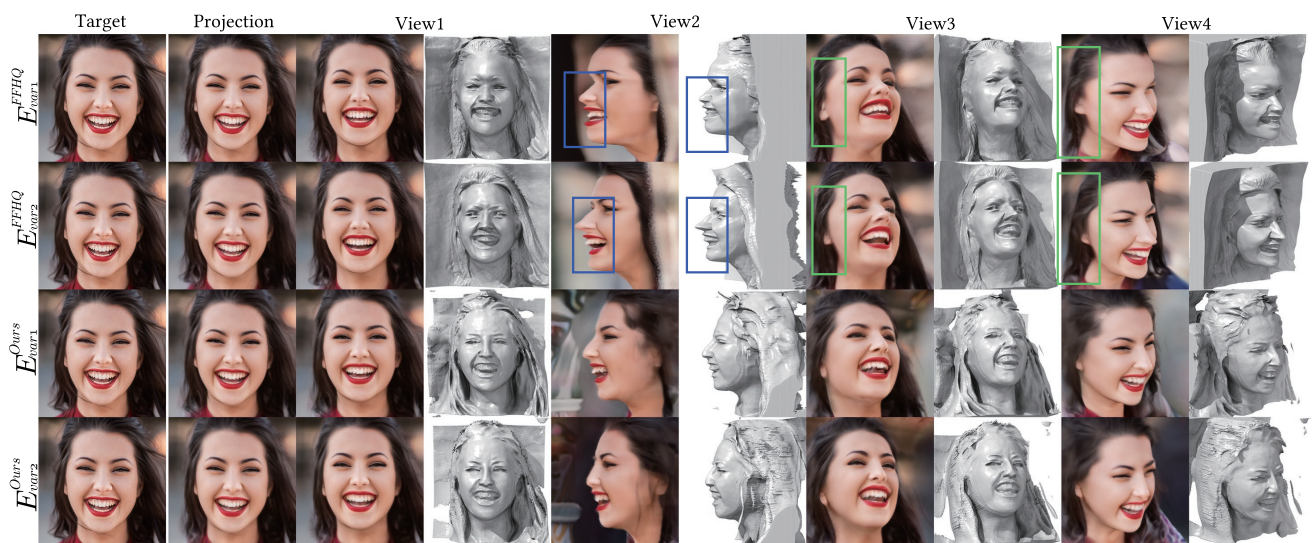 Target Projection View1 View2 View3 View4
E^{FFHQ}_{var1}
E^{FFHQ}_{var2}
E^{Ours}_{var1}
E^{Ours}_{var2}